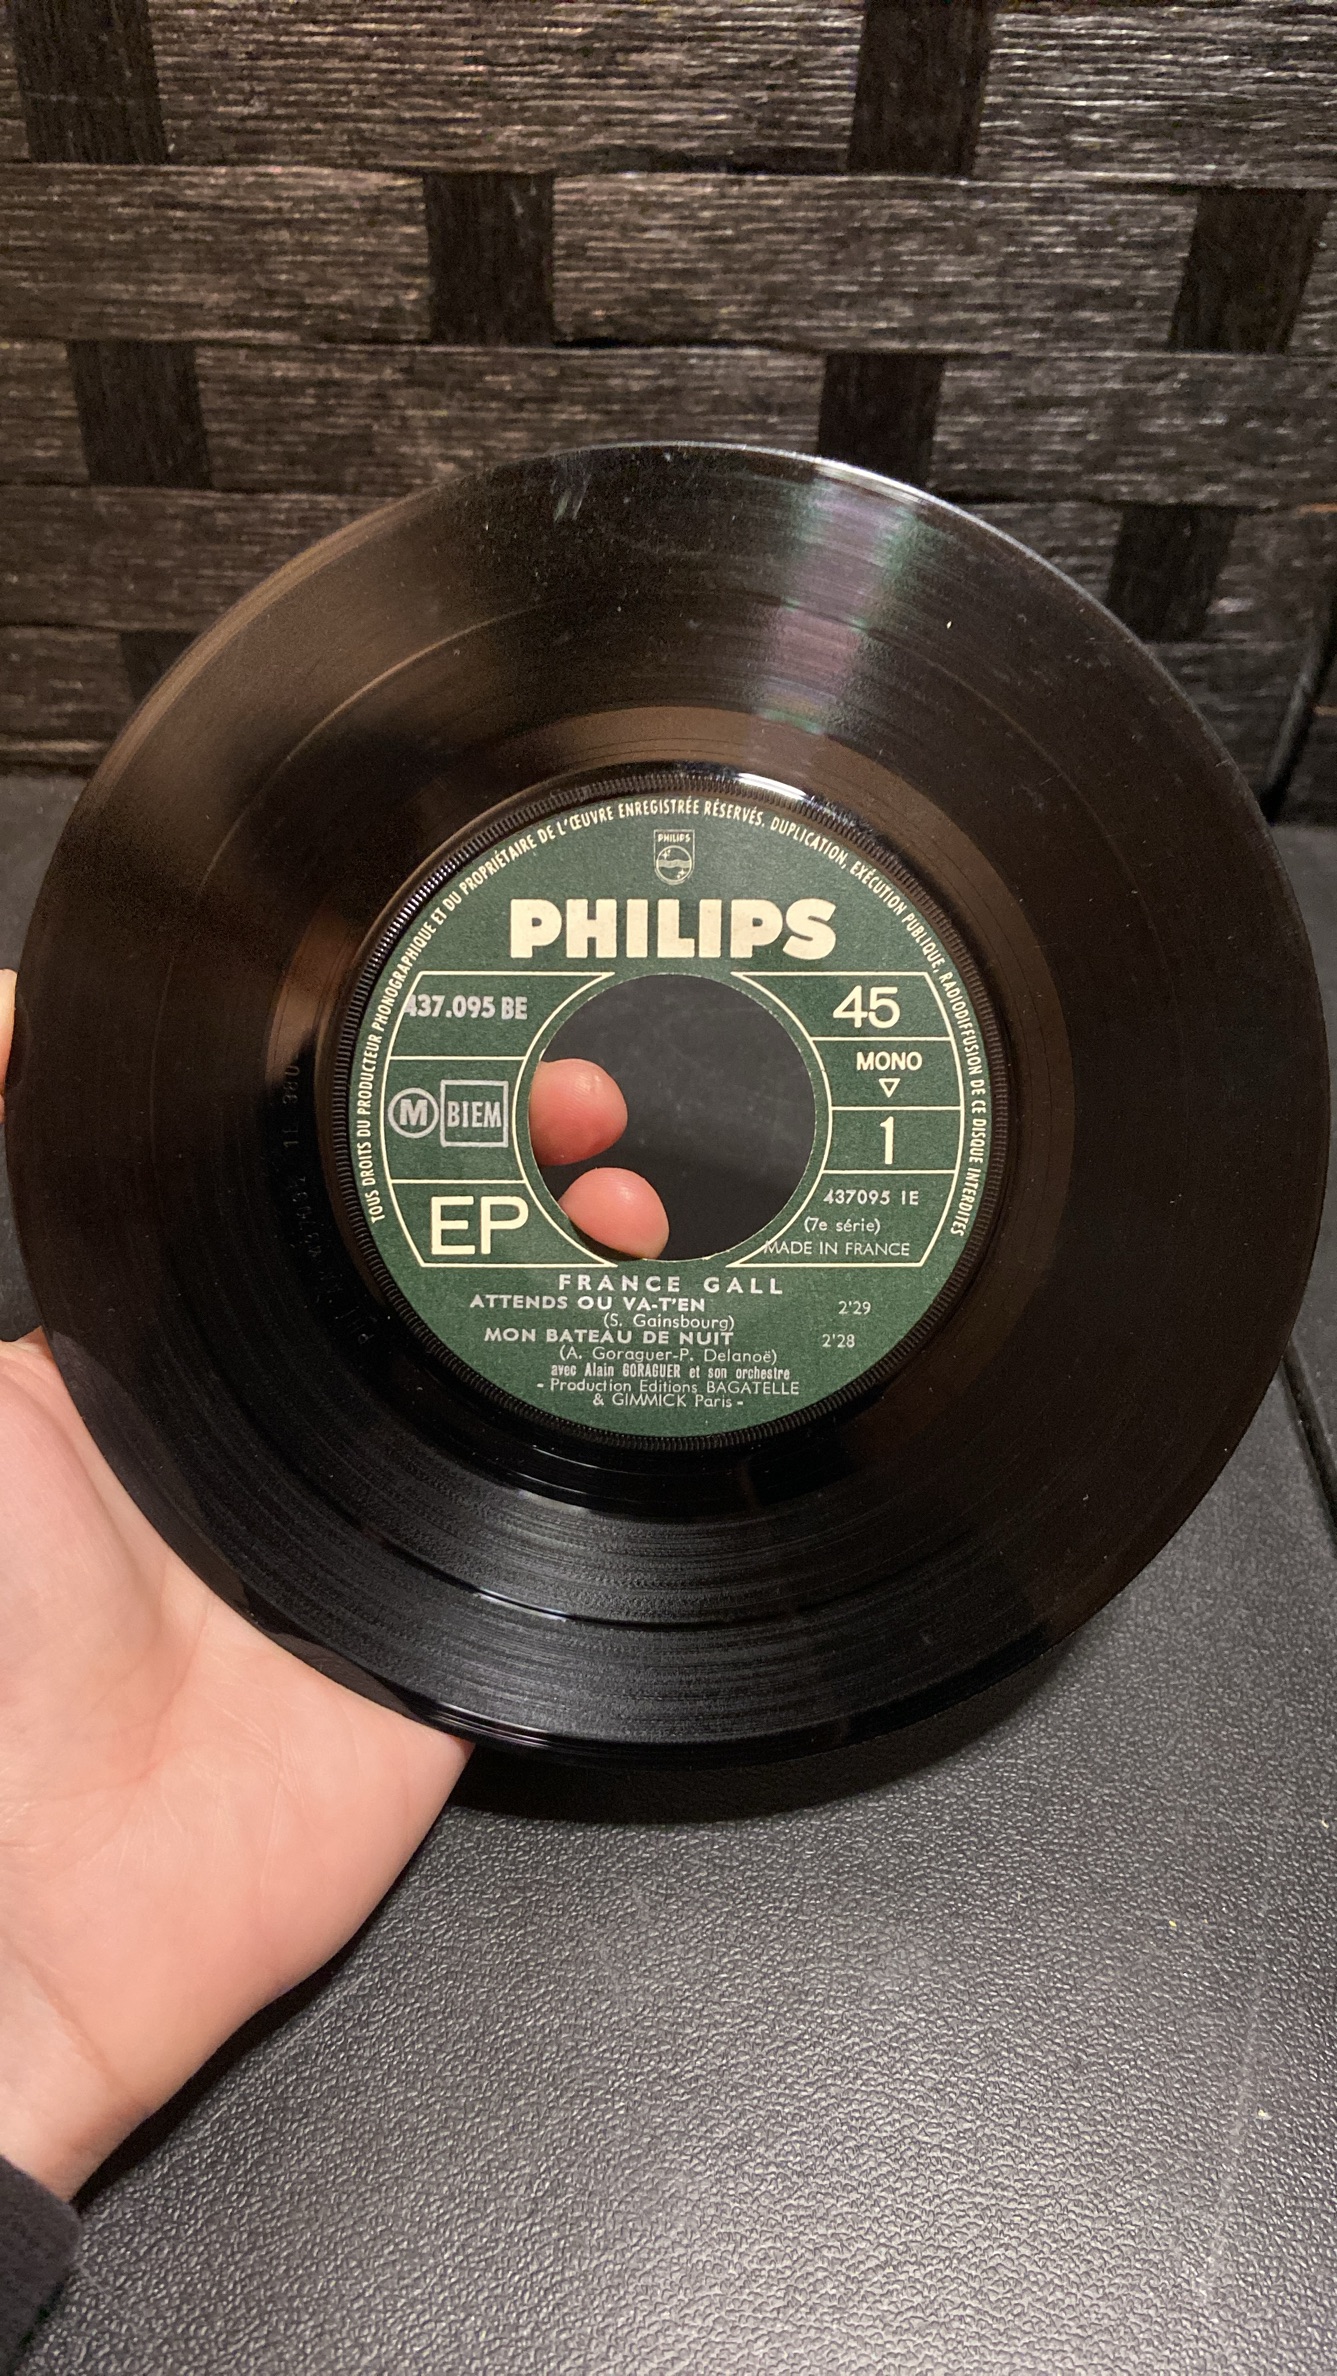 TOUS DROITS DU PRODUCTEUR PHONOGRAPHIQUE ET DU PROPRIÉTAIRE DE L'ŒUVRE ENREGISTRÉE RÉSERVÉS. DUPLICATION, EXÉCUTION PUBLIQUE, RADIODIFFUSION DE CE DISQUE INTERDITES
PHILIPS
PHILIPS
437.095 BE
45
MONO
M BIEM
1
EP
437095 1E
(7e série)
MADE IN FRANCE
FRANCE GALL
ATTENDS OU VA-T'EN 2'29
(S. Gainsbourg)
MON BATEAU DE NUIT 2'28
(A. Goraguer-P. Delanoë)
avec Alain GORAGUER et son orchestre
- Production Editions BAGATELLE
& GIMMICK Paris -